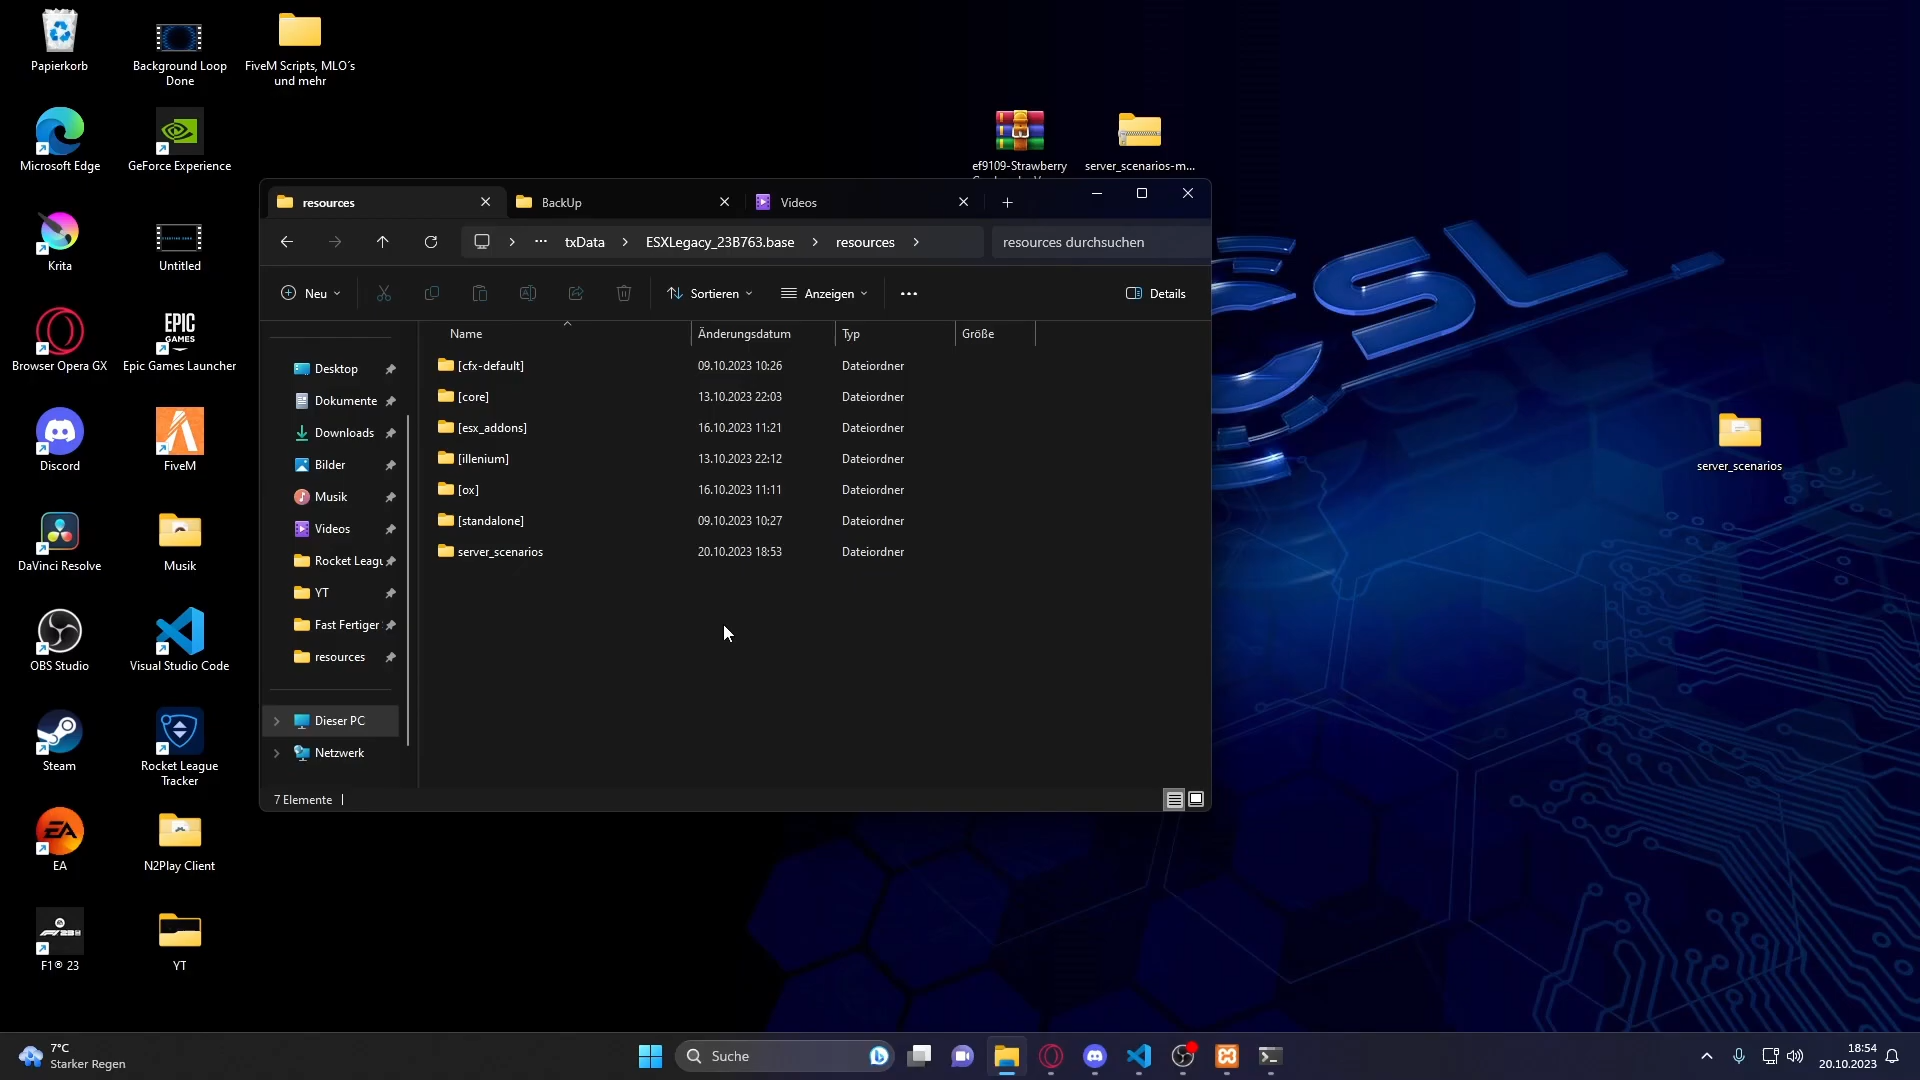 Papierkorb
Background Loop
Done
FiveM Scripts, MLO´s
und mehr
Microsoft Edge
GeForce Experience
ef9109-Strawberry
server_scenarios-m...
Krita
Untitled
Browser Opera GX
EPIC
GAMES
Epic Games Launcher
Discord
FiveM
DaVinci Resolve
Musik
OBS Studio
Visual Studio Code
Steam
Rocket League
Tracker
EA
EA
N2Play Client
F1® 23
YT
server_scenarios
CSL
resources
BackUp
Videos
txData
ESXLegacy_23B763.base
resources
resources durchsuchen
Neu
Sortieren
Anzeigen
Details
Name
Änderungsdatum
Typ
Größe
Desktop
Dokumente
Downloads
Bilder
Musik
Videos
Rocket Leagu
YT
Fast Fertiger
resources
Dieser PC
Netzwerk
[cfx-default] 09.10.2023 10:26 Dateiordner
[core] 13.10.2023 22:03 Dateiordner
[esx_addons] 16.10.2023 11:21 Dateiordner
[illenium] 13.10.2023 22:12 Dateiordner
[ox] 16.10.2023 11:11 Dateiordner
[standalone] 09.10.2023 10:27 Dateiordner
server_scenarios 20.10.2023 18:53 Dateiordner
7 Elemente
7°C
Starker Regen
Suche
18:54
20.10.2023